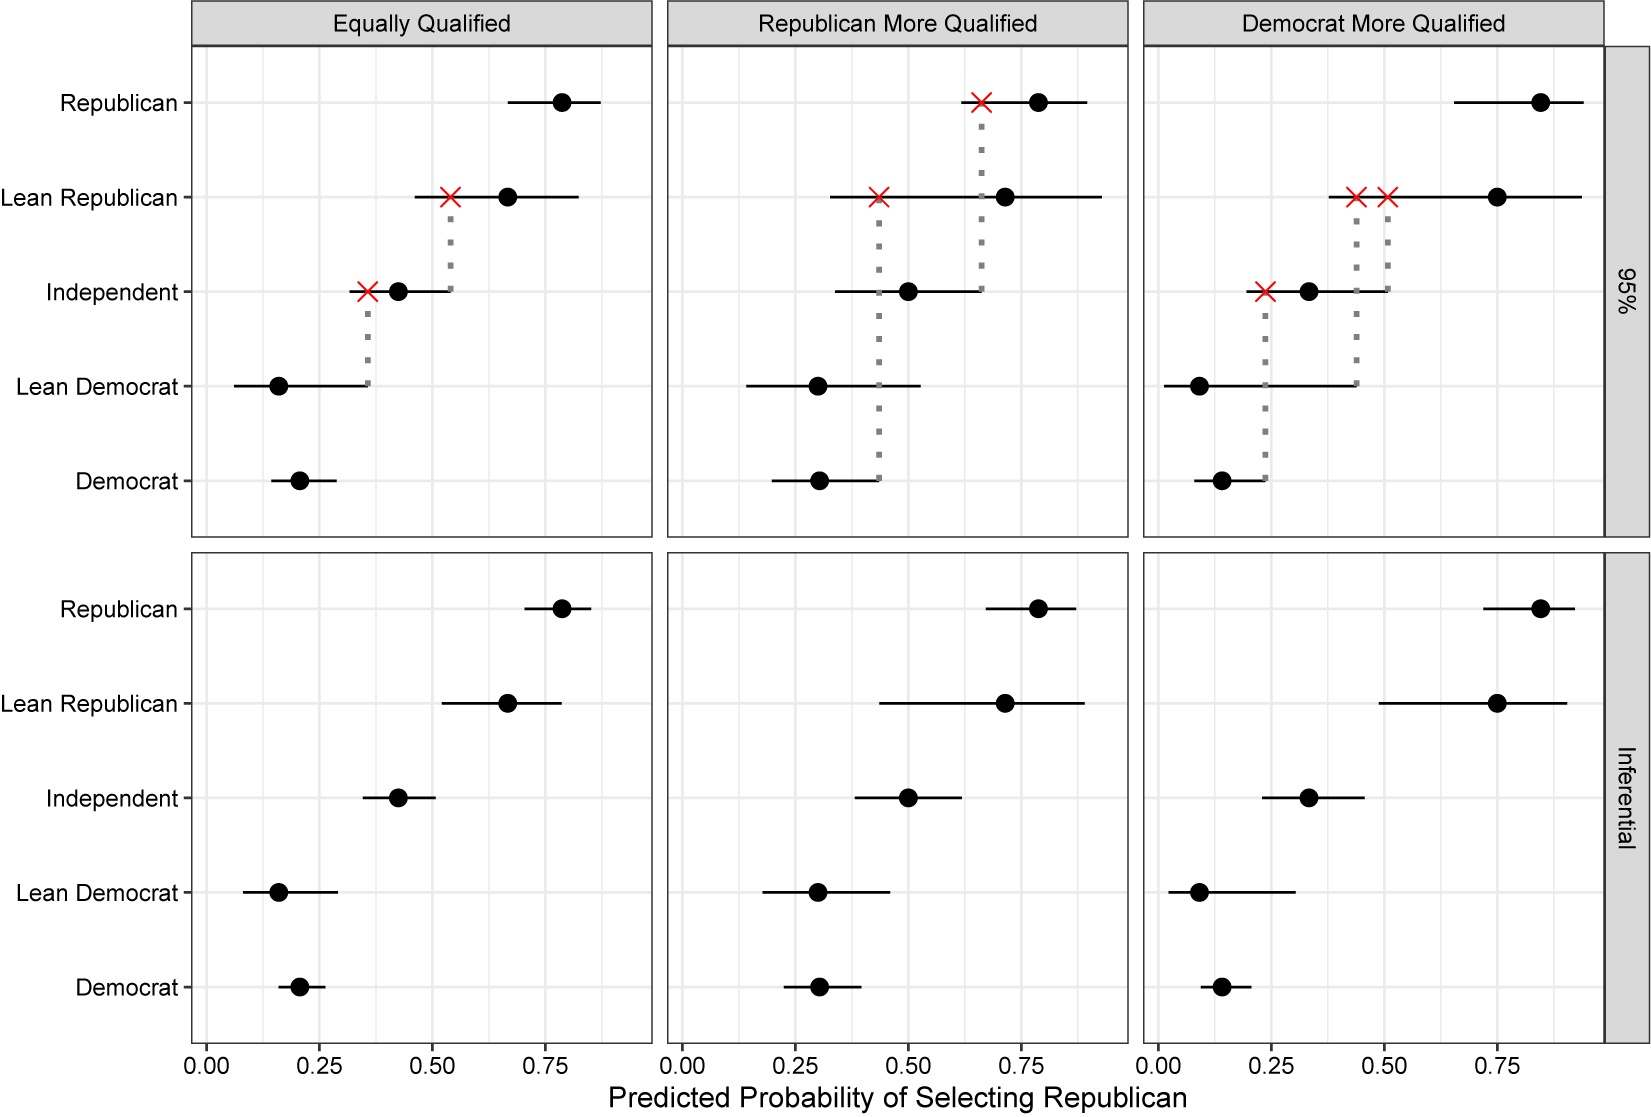 Equally Qualified
Republican More Qualified
Democrat More Qualified
Republican
Lean Republican
Independent
Lean Democrat
Democrat
95%
Republican
Lean Republican
Independent
Lean Democrat
Democrat
Inferential
0.00 0.25 0.50 0.75
0.00 0.25 0.50 0.75
0.00 0.25 0.50 0.75
Predicted Probability of Selecting Republican